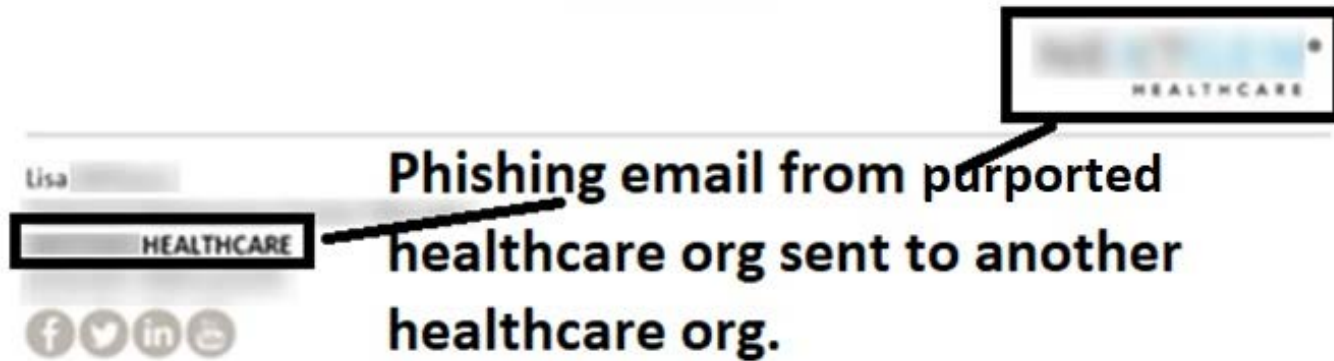 HEALTHCARE
Lisa
Phishing email from purported
HEALTHCARE
healthcare org sent to another
healthcare org.